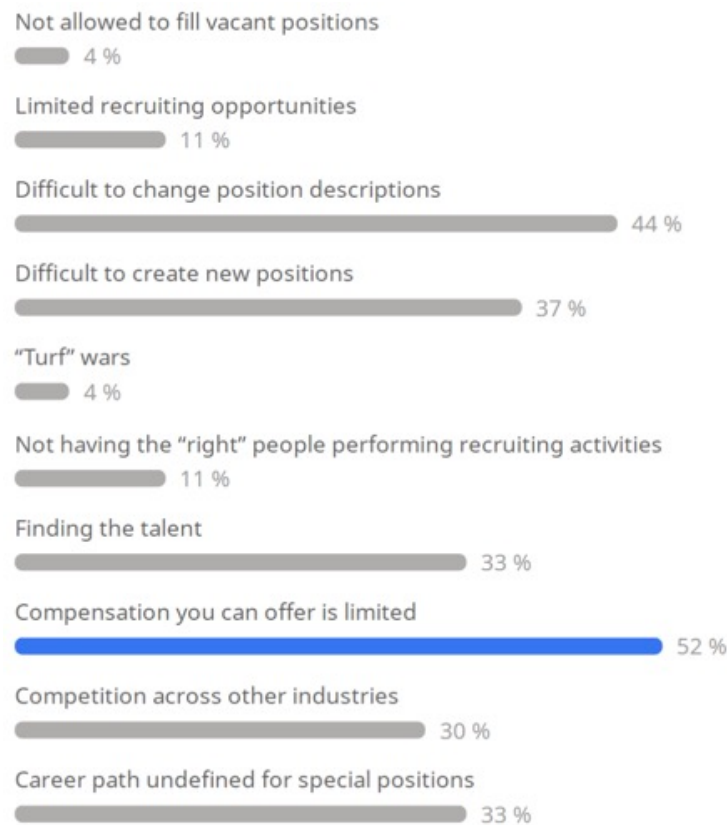 Not allowed to fill vacant positions
4 %
Limited recruiting opportunities
11 %
Difficult to change position descriptions
44 %
Difficult to create new positions
37 %
“Turf” wars
4 %
Not having the “right” people performing recruiting activities
11 %
Finding the talent
33 %
Compensation you can offer is limited
52 %
Competition across other industries
30 %
Career path undefined for special positions
33 %